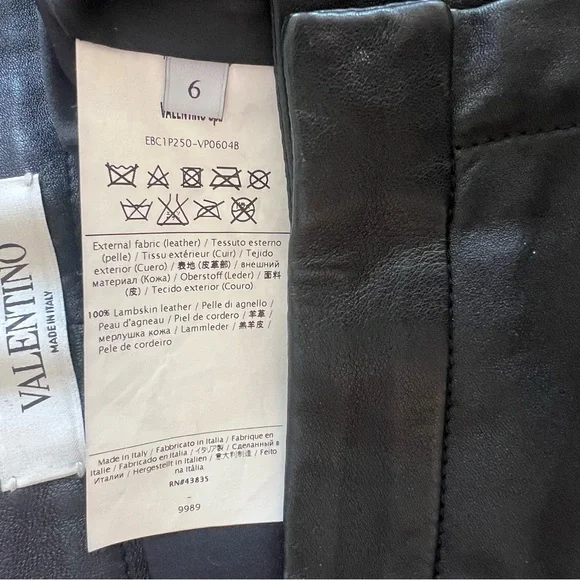 6
VALENTINO SpA
EBC1P250-VP0604B
External fabric (leather) / Tessuto esterno
(pelle) / Tissu extérieur (Cuir) / Tejido
exterior (Cuero) / 表地 (皮革部) / внешний
материал (Кожа) / Oberstoff (Leder) / 面料
(皮) / Tecido exterior (Couro)
100% Lambskin leather / Pelle di agnello /
Peau d'agneau / Piel de cordero / 羊革 /
мерлушка кожа / Lammleder / 羔羊皮 /
Pele de cordeiro
Made in Italy / Fabbricato in Italia / Fabrique en
Italie / Fabricado en Italia / イタリア製 / Сделанный в
Италии / Hergestellt in Italien / 意大利制造 / Feito
na Itália
RN#43835
-
9989
VALENTINO
MADE IN ITALY